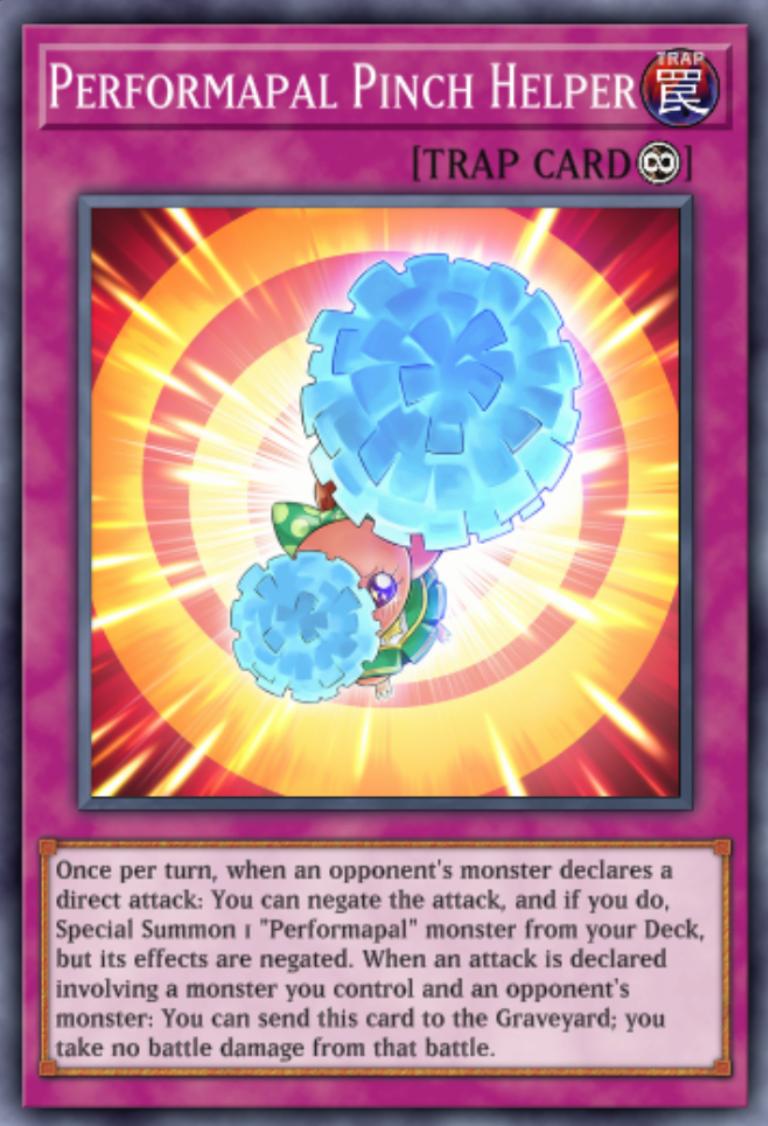 PERFORMAPAL PINCH HELPER
TRAP
罠
[TRAP CARD]
Once per turn, when an opponent's monster declares a
direct attack: You can negate the attack, and if you do,
Special Summon 1 "Performapal" monster from your Deck,
but its effects are negated. When an attack is declared
involving a monster you control and an opponent's
monster: You can send this card to the Graveyard; you
take no battle damage from that battle.